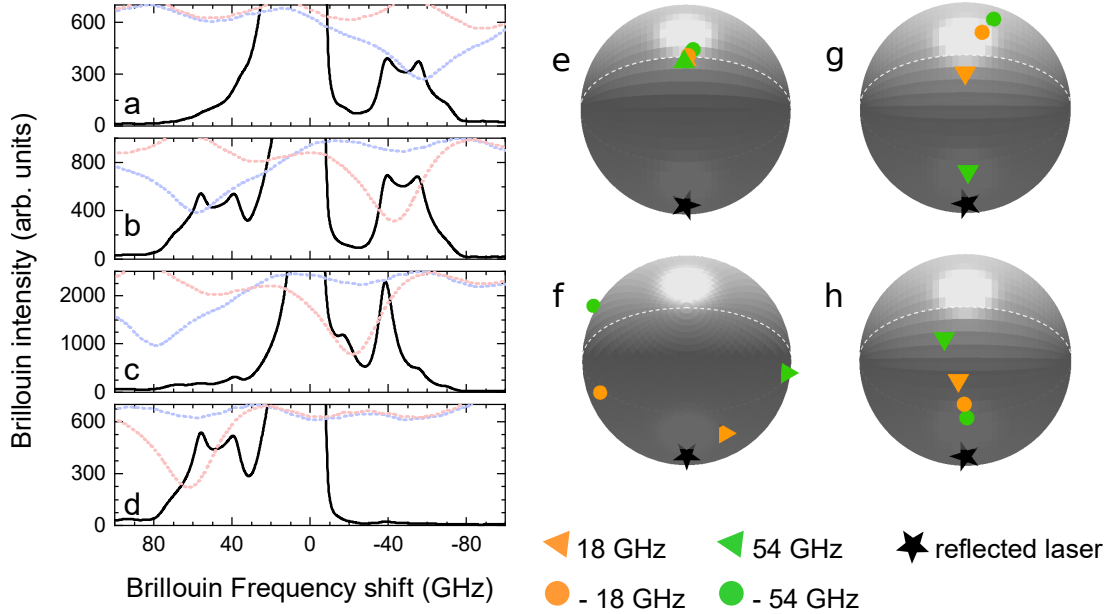 Brillouin intensity (arb. units)
600
300
0
a
800
400
0
b
2000
1000
0
c
600
300
0
d
80 40 0 -40 -80
Brillouin Frequency shift (GHz)
e g
f h
18 GHz 54 GHz reflected laser
- 18 GHz - 54 GHz